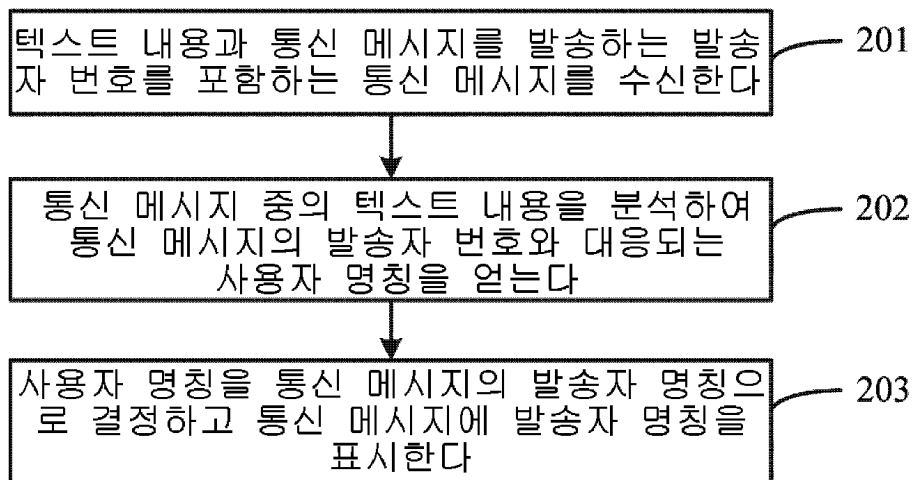 텍스트 내용과 통신 메시지를 발송하는 발송
자 번호를 포함하는 통신 메시지를 수신한다
201
통신 메시지 중의 텍스트 내용을 분석하여
통신 메시지의 발송자 번호와 대응되는
사용자 명칭을 얻는다
202
사용자 명칭을 통신 메시지의 발송자 명칭으
로 결정하고 통신 메시지에 발송자 명칭을
표시한다
203